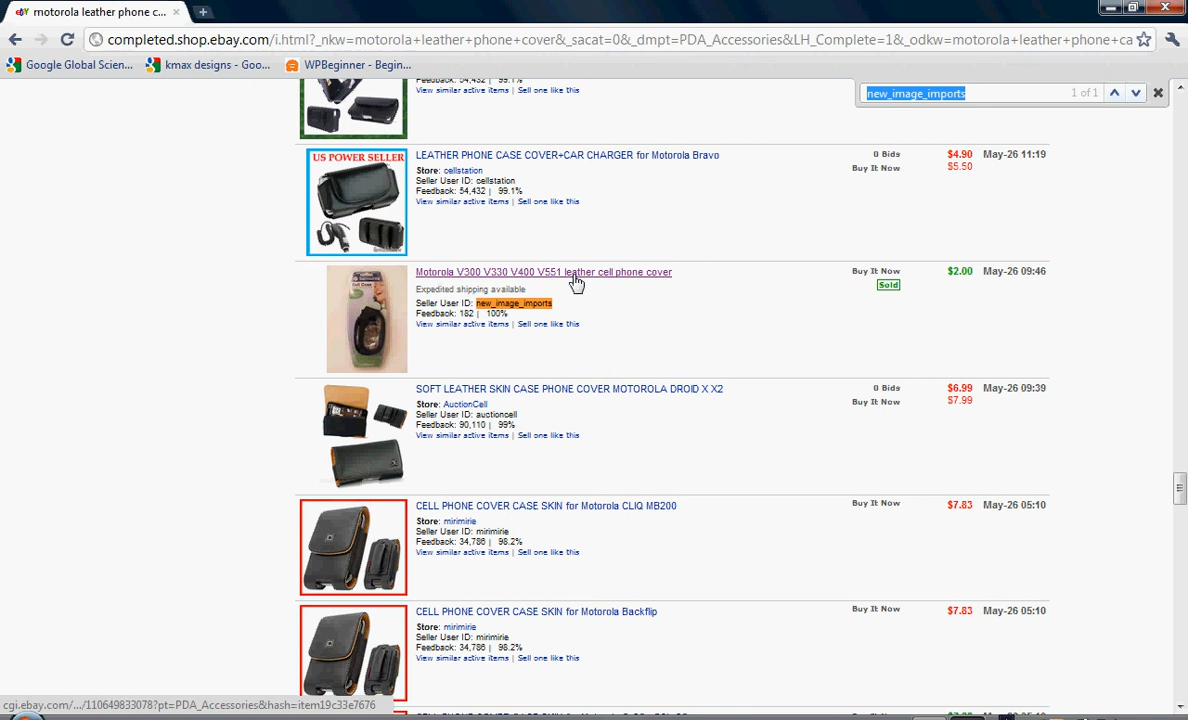 motorola leather phone c...
completed.shop.ebay.com/i.html?_nkw=motorola+leather+phone+cover&_sacat=0&_dmpt=PDA_Accessories&LH_Complete=1&_odkw=motorola+leather+phone+ca
Google Global Scien... kmax designs - Goo... WPBeginner - Begin...
new_image_imports 1 of 1
Feedback: 54,432 | 99.1%
View similar active items | Sell one like this
US POWER SELLER
LEATHER PHONE CASE COVER+CAR CHARGER for Motorola Bravo 0 Bids $4.90 May-26 11:19
Buy It Now $5.50
Store: cellstation
Seller User ID: cellstation
Feedback: 54,432 | 99.1%
View similar active items | Sell one like this
Motorola V300 V330 V400 V551 leather cell phone cover Buy It Now $2.00 May-26 09:46
Sold
Expedited shipping available
Seller User ID: new_image_imports
Feedback: 182 | 100%
View similar active items | Sell one like this
SOFT LEATHER SKIN CASE PHONE COVER MOTOROLA DROID X X2 0 Bids $6.99 May-26 09:39
Buy It Now $7.99
Store: AuctionCell
Seller User ID: auctioncell
Feedback: 90,110 | 99%
View similar active items | Sell one like this
CELL PHONE COVER CASE SKIN for Motorola CLIQ MB200 Buy It Now $7.83 May-26 05:10
Store: mirimirie
Seller User ID: mirimirie
Feedback: 34,786 | 98.2%
View similar active items | Sell one like this
CELL PHONE COVER CASE SKIN for Motorola Backflip Buy It Now $7.83 May-26 05:10
Store: mirimirie
Seller User ID: mirimirie
Feedback: 34,786 | 98.2%
View similar active items | Sell one like this
cgi.ebay.com/.../110649833078?pt=PDA_Accessories&hash=item19c33e7676